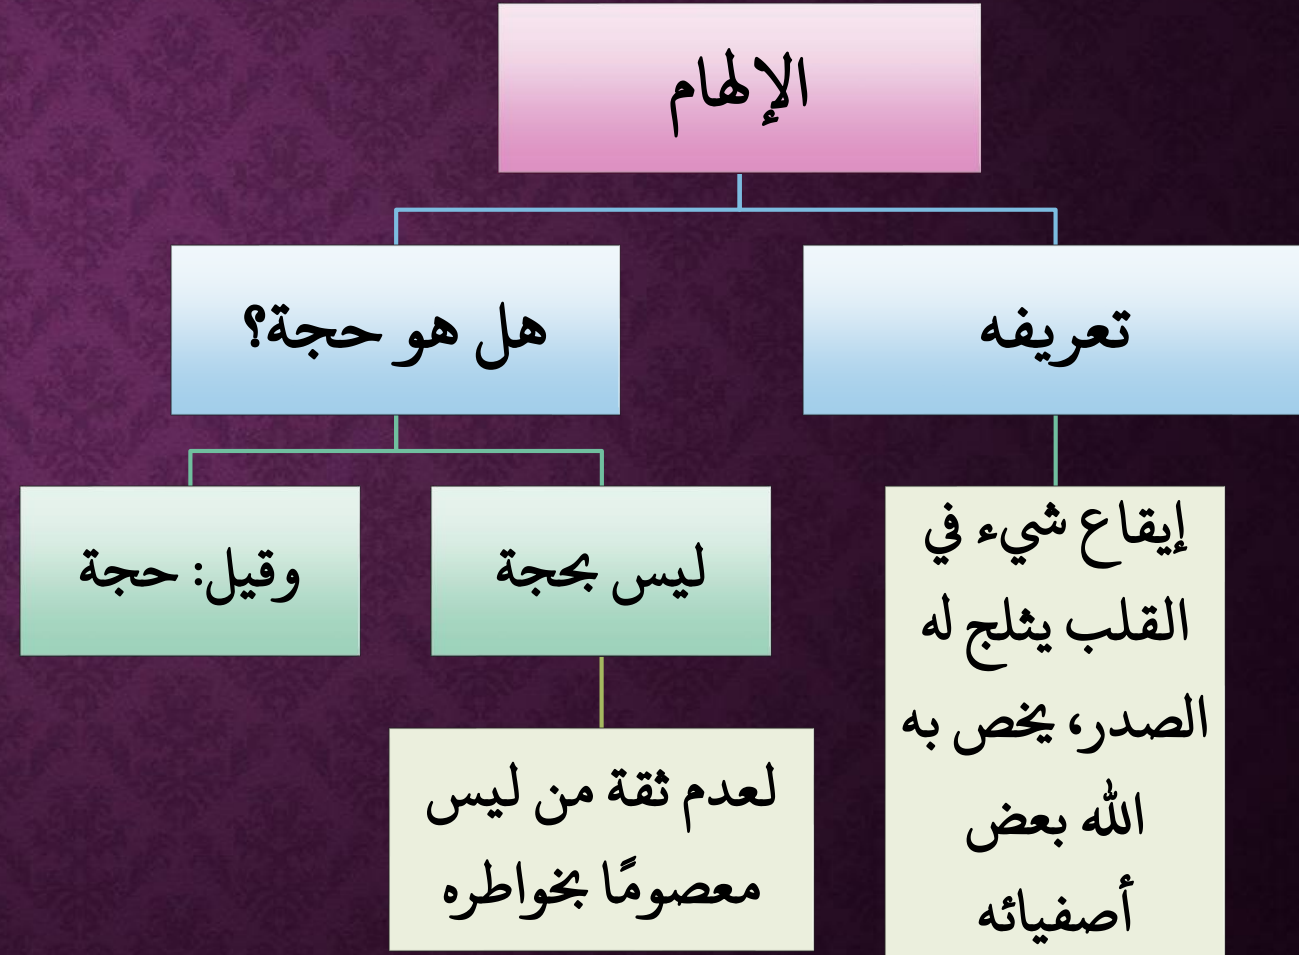 الإلهام
تعريفه
هل هو حجة؟
إيقاع شيء في
القلب يثلج له
الصدر، يخص به
الله بعض
أصفيائه
ليس بحجة
وقيل: حجة
لعدم ثقة من ليس
معصومًا بخواطره